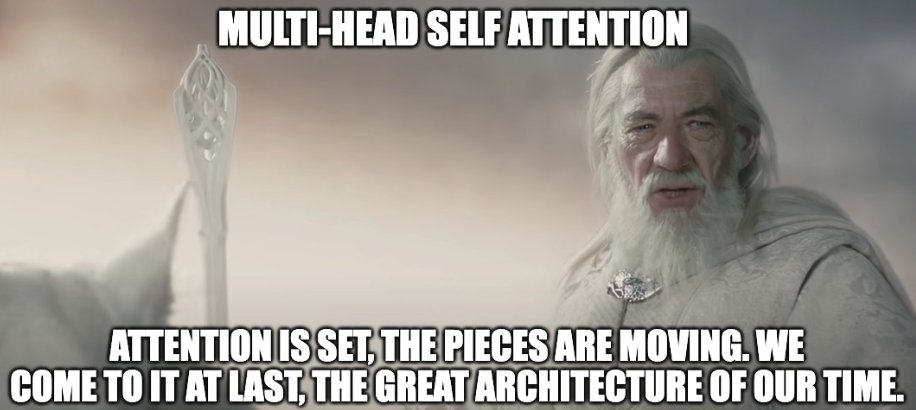 MULTI-HEAD SELF ATTENTION
ATTENTION IS SET, THE PIECES ARE MOVING. WE
COME TO IT AT LAST, THE GREAT ARCHITECTURE OF OUR TIME.